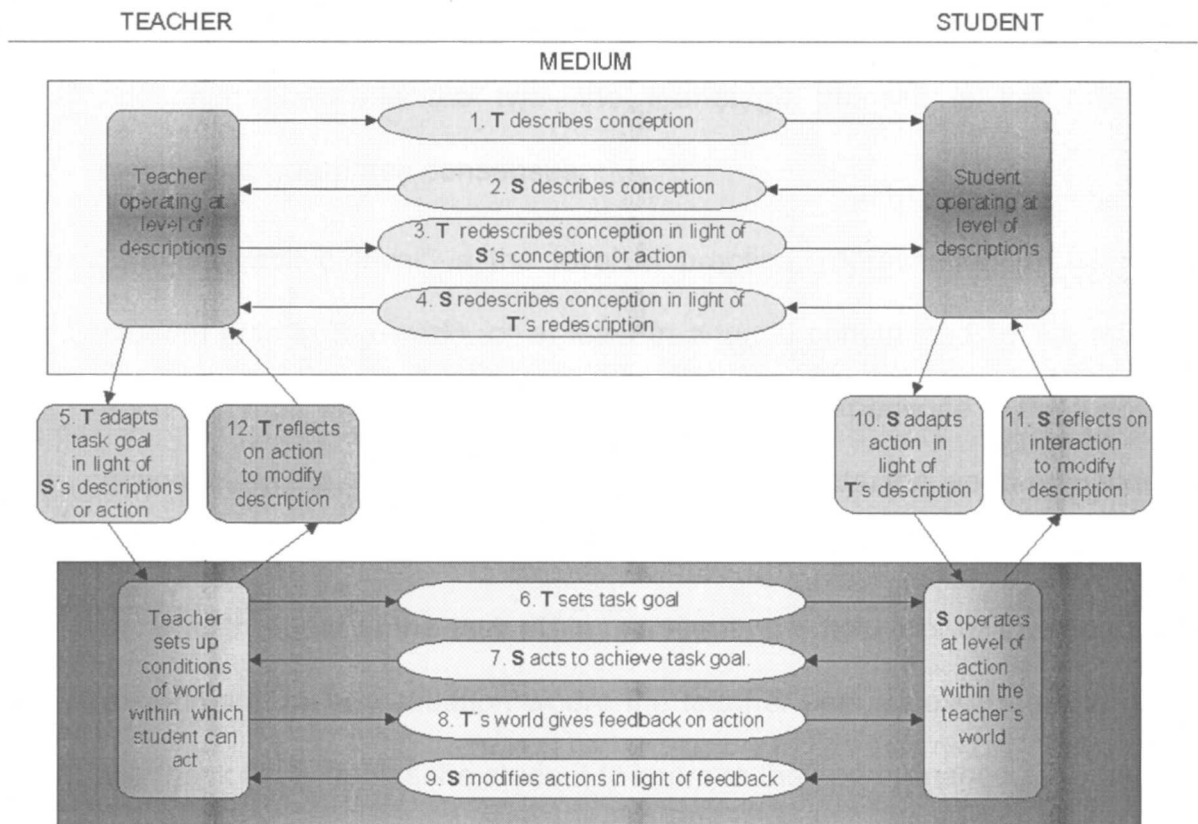 TEACHER
STUDENT
MEDIUM
Teacher
operating at
level of
descriptions
1. T describes conception
2. S describes conception
3. T redescribes conception in light of
S´s conception or action
4. S redescribes conception in light of
T´s redescription
Student
operating at
level of
descriptions
5. T adapts
task goal
in light of
S´s descriptions
or action
12. T reflects
on action
to modify
description
10. S adapts
action in
light of
T´s description
11. S reflects on
interaction
to modify
description
Teacher
sets up
conditions
of world
within which
student can
act
6. T sets task goal
7. S acts to achieve task goal.
8. T´s world gives feedback on action
9. S modifies actions in light of feedback
S operates
at level of
action
within the
teacher´s
world